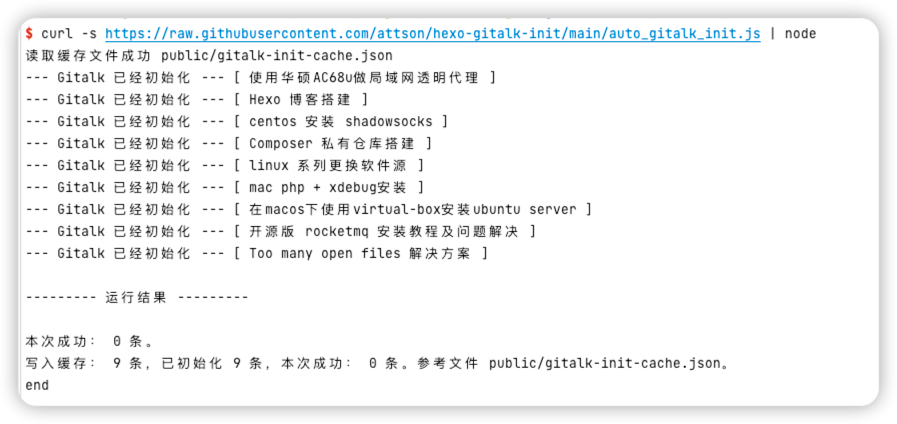 $ curl -s https://raw.githubusercontent.com/attson/hexo-gitalk-init/main/auto_gitalk_init.js | node
读取缓存文件成功 public/gitalk-init-cache.json
--- Gitalk 已经初始化 --- [ 使用华硕AC68u做局域网透明代理 ]
--- Gitalk 已经初始化 --- [ Hexo 博客搭建 ]
--- Gitalk 已经初始化 --- [ centos 安装 shadowsocks ]
--- Gitalk 已经初始化 --- [ Composer 私有仓库搭建 ]
--- Gitalk 已经初始化 --- [ linux 系列更换软件源 ]
--- Gitalk 已经初始化 --- [ mac php + xdebug安装 ]
--- Gitalk 已经初始化 --- [ 在macos下使用virtual-box安装ubuntu server ]
--- Gitalk 已经初始化 --- [ 开源版 rocketmq 安装教程及问题解决 ]
--- Gitalk 已经初始化 --- [ Too many open files 解决方案 ]
--------- 运行结果 ---------
本次成功： 0 条。
写入缓存： 9 条，已初始化 9 条，本次成功： 0 条。参考文件 public/gitalk-init-cache.json。
end